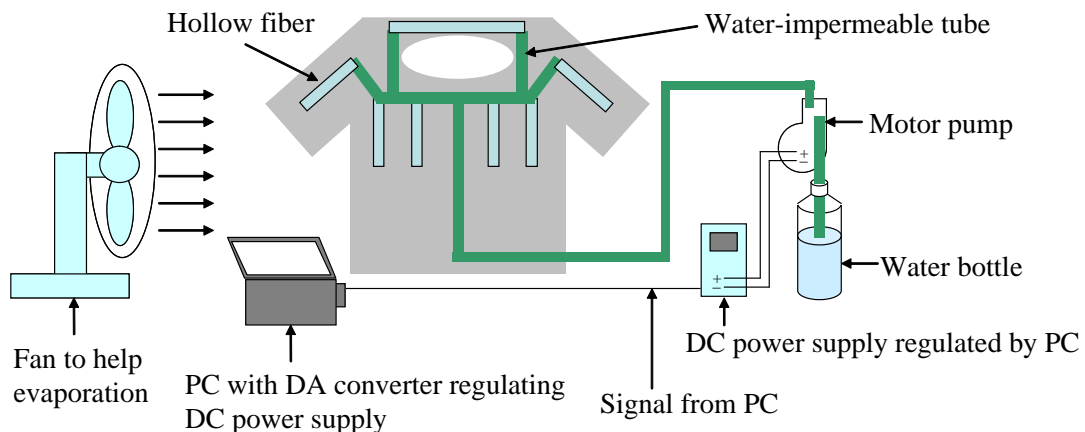 Hollow fiber
Water-impermeable tube
Motor pump
+
−
Water bottle
+
−
DC power supply regulated by PC
Fan to help
evaporation
PC with DA converter regulating
DC power supply
Signal from PC